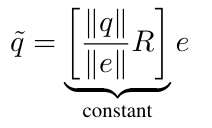 q̃ = [ ‖q‖ / ‖e‖ R ] e
constant